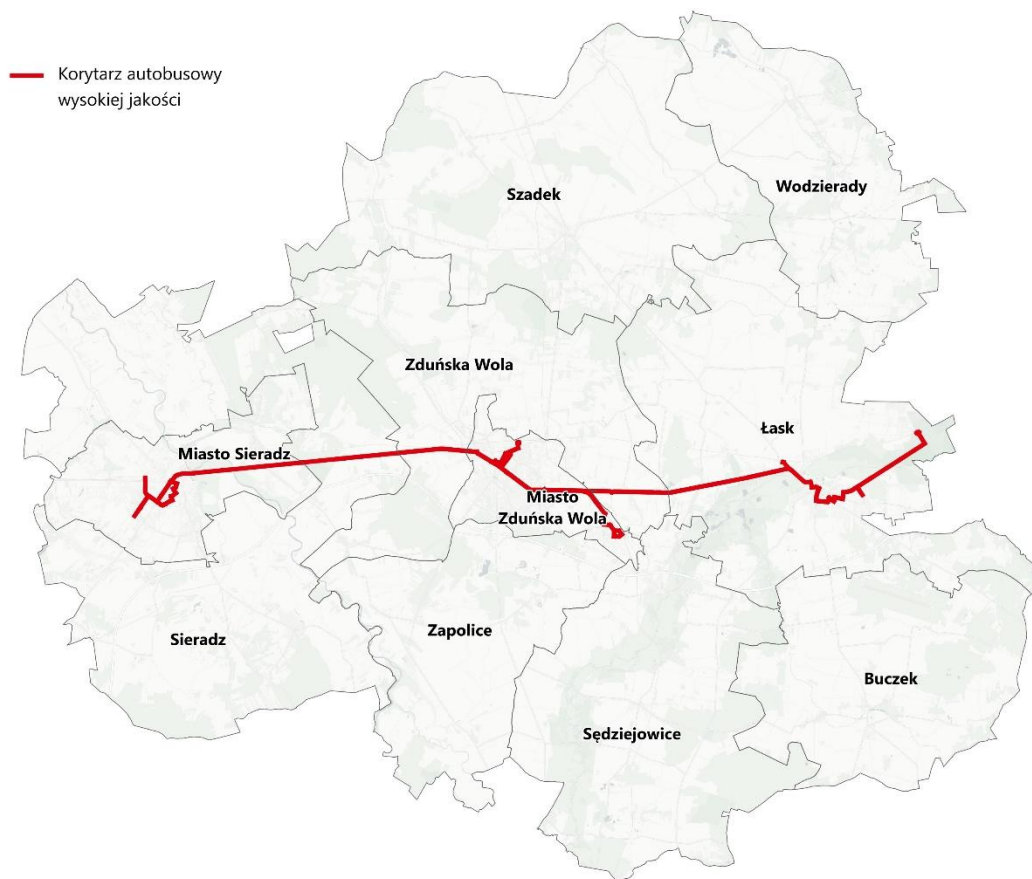 Korytarz autobusowy
wysokiej jakości
Szadek
Wodzierady
Zduńska Wola
Łask
Miasto Sieradz
Miasto
Zduńska Wola
Sieradz
Zapolice
Buczek
Sędziejowice